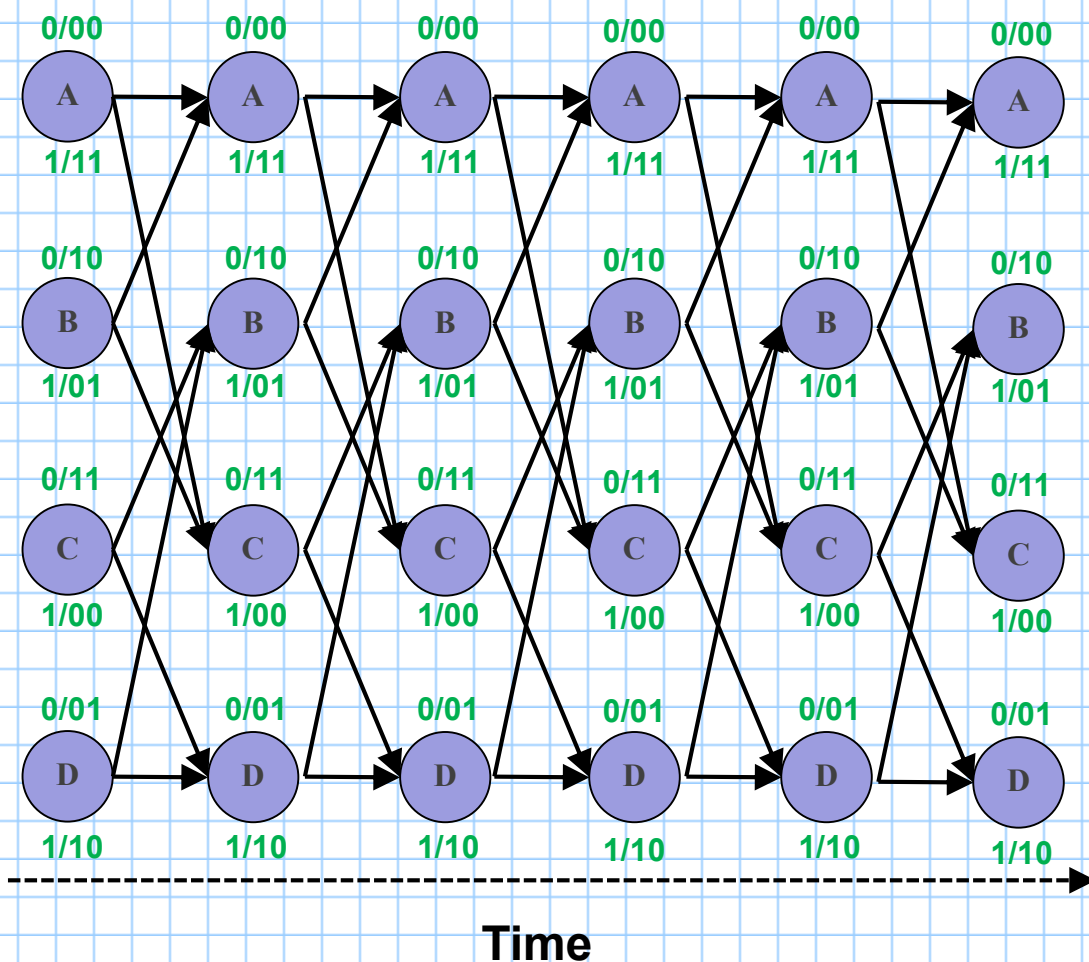 0/00 0/00 0/00 0/00 0/00 0/00
A A A A A A
1/11 1/11 1/11 1/11 1/11 1/11
0/10 0/10 0/10 0/10 0/10 0/10
B B B B B B
1/01 1/01 1/01 1/01 1/01 1/01
0/11 0/11 0/11 0/11 0/11 0/11
C C C C C C
1/00 1/00 1/00 1/00 1/00 1/00
0/01 0/01 0/01 0/01 0/01 0/01
D D D D D D
1/10 1/10 1/10 1/10 1/10 1/10
Time